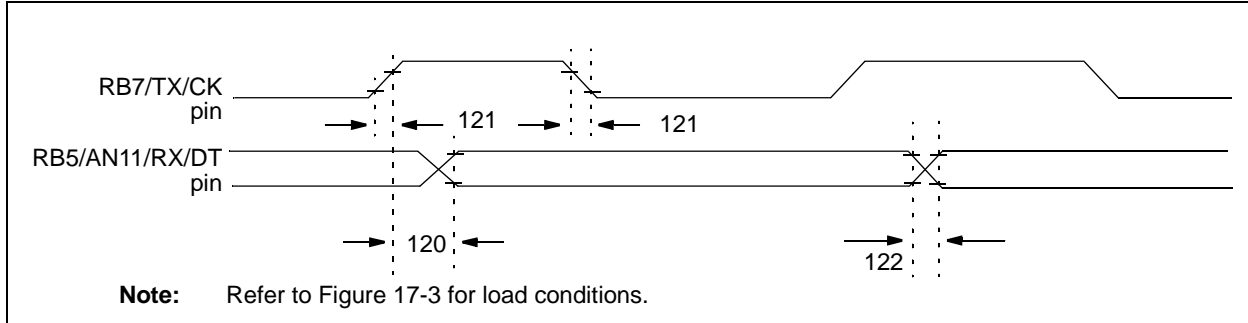 RB7/TX/CK
pin
121
121
RB5/AN11/RX/DT
pin
120
122
Note: Refer to Figure 17-3 for load conditions.